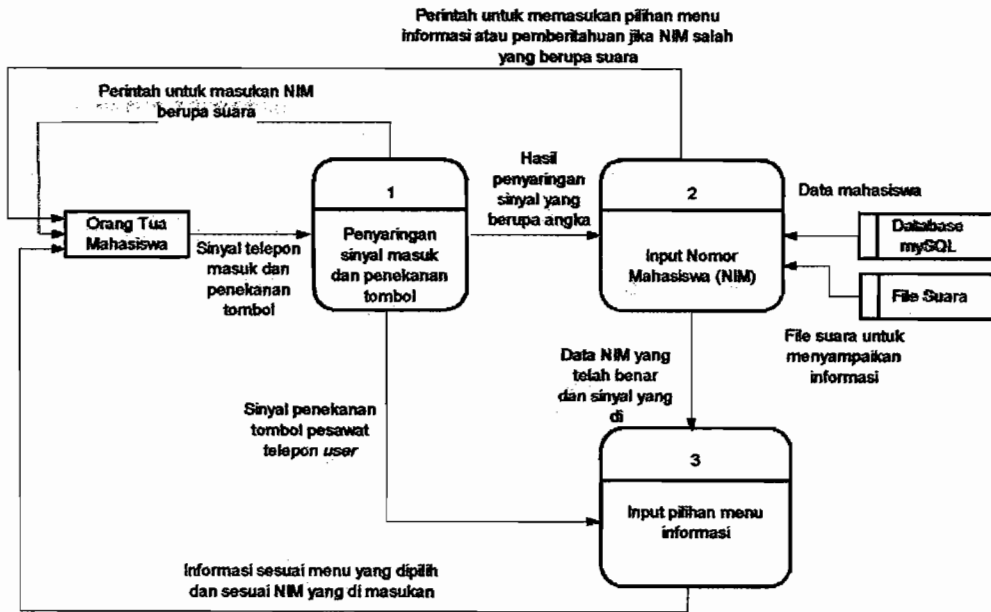 Perintah untuk memasukan pilihan menu
informasi atau pemberitahuan jika NIM salah
yang berupa suara
Perintah untuk masukan NIM
berupa suara
Orang Tua
Mahasiswa
Sinyal telepon
masuk dan
penekanan
tombol
1
Penyaringan
sinyal masuk
dan penekanan
tombol
Hasil
penyaringan
sinyal yang
berupa angka
2
Input Nomor
Mahasiswa (NIM)
Data mahasiswa
Database
mySQL
File Suara
File suara untuk
menyampaikan
informasi
Data NIM yang
telah benar
dan sinyal yang
di
Sinyal penekanan
tombol pesawat
telepon user
3
Input pilihan menu
informasi
Informasi sesuai menu yang dipilih
dan sesuai NIM yang di masukan